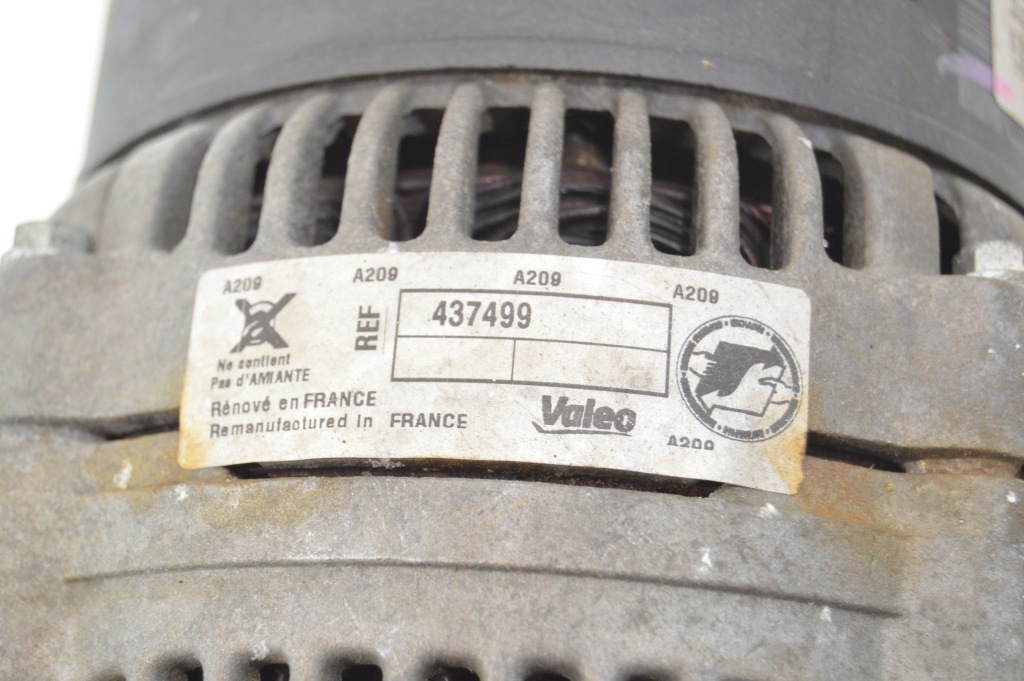 A209 A209 A209 A209
REF 437499
Ne contient
Pas d'AMIANTE
Rénové en FRANCE
Remanufactured in FRANCE
Valeo
A209